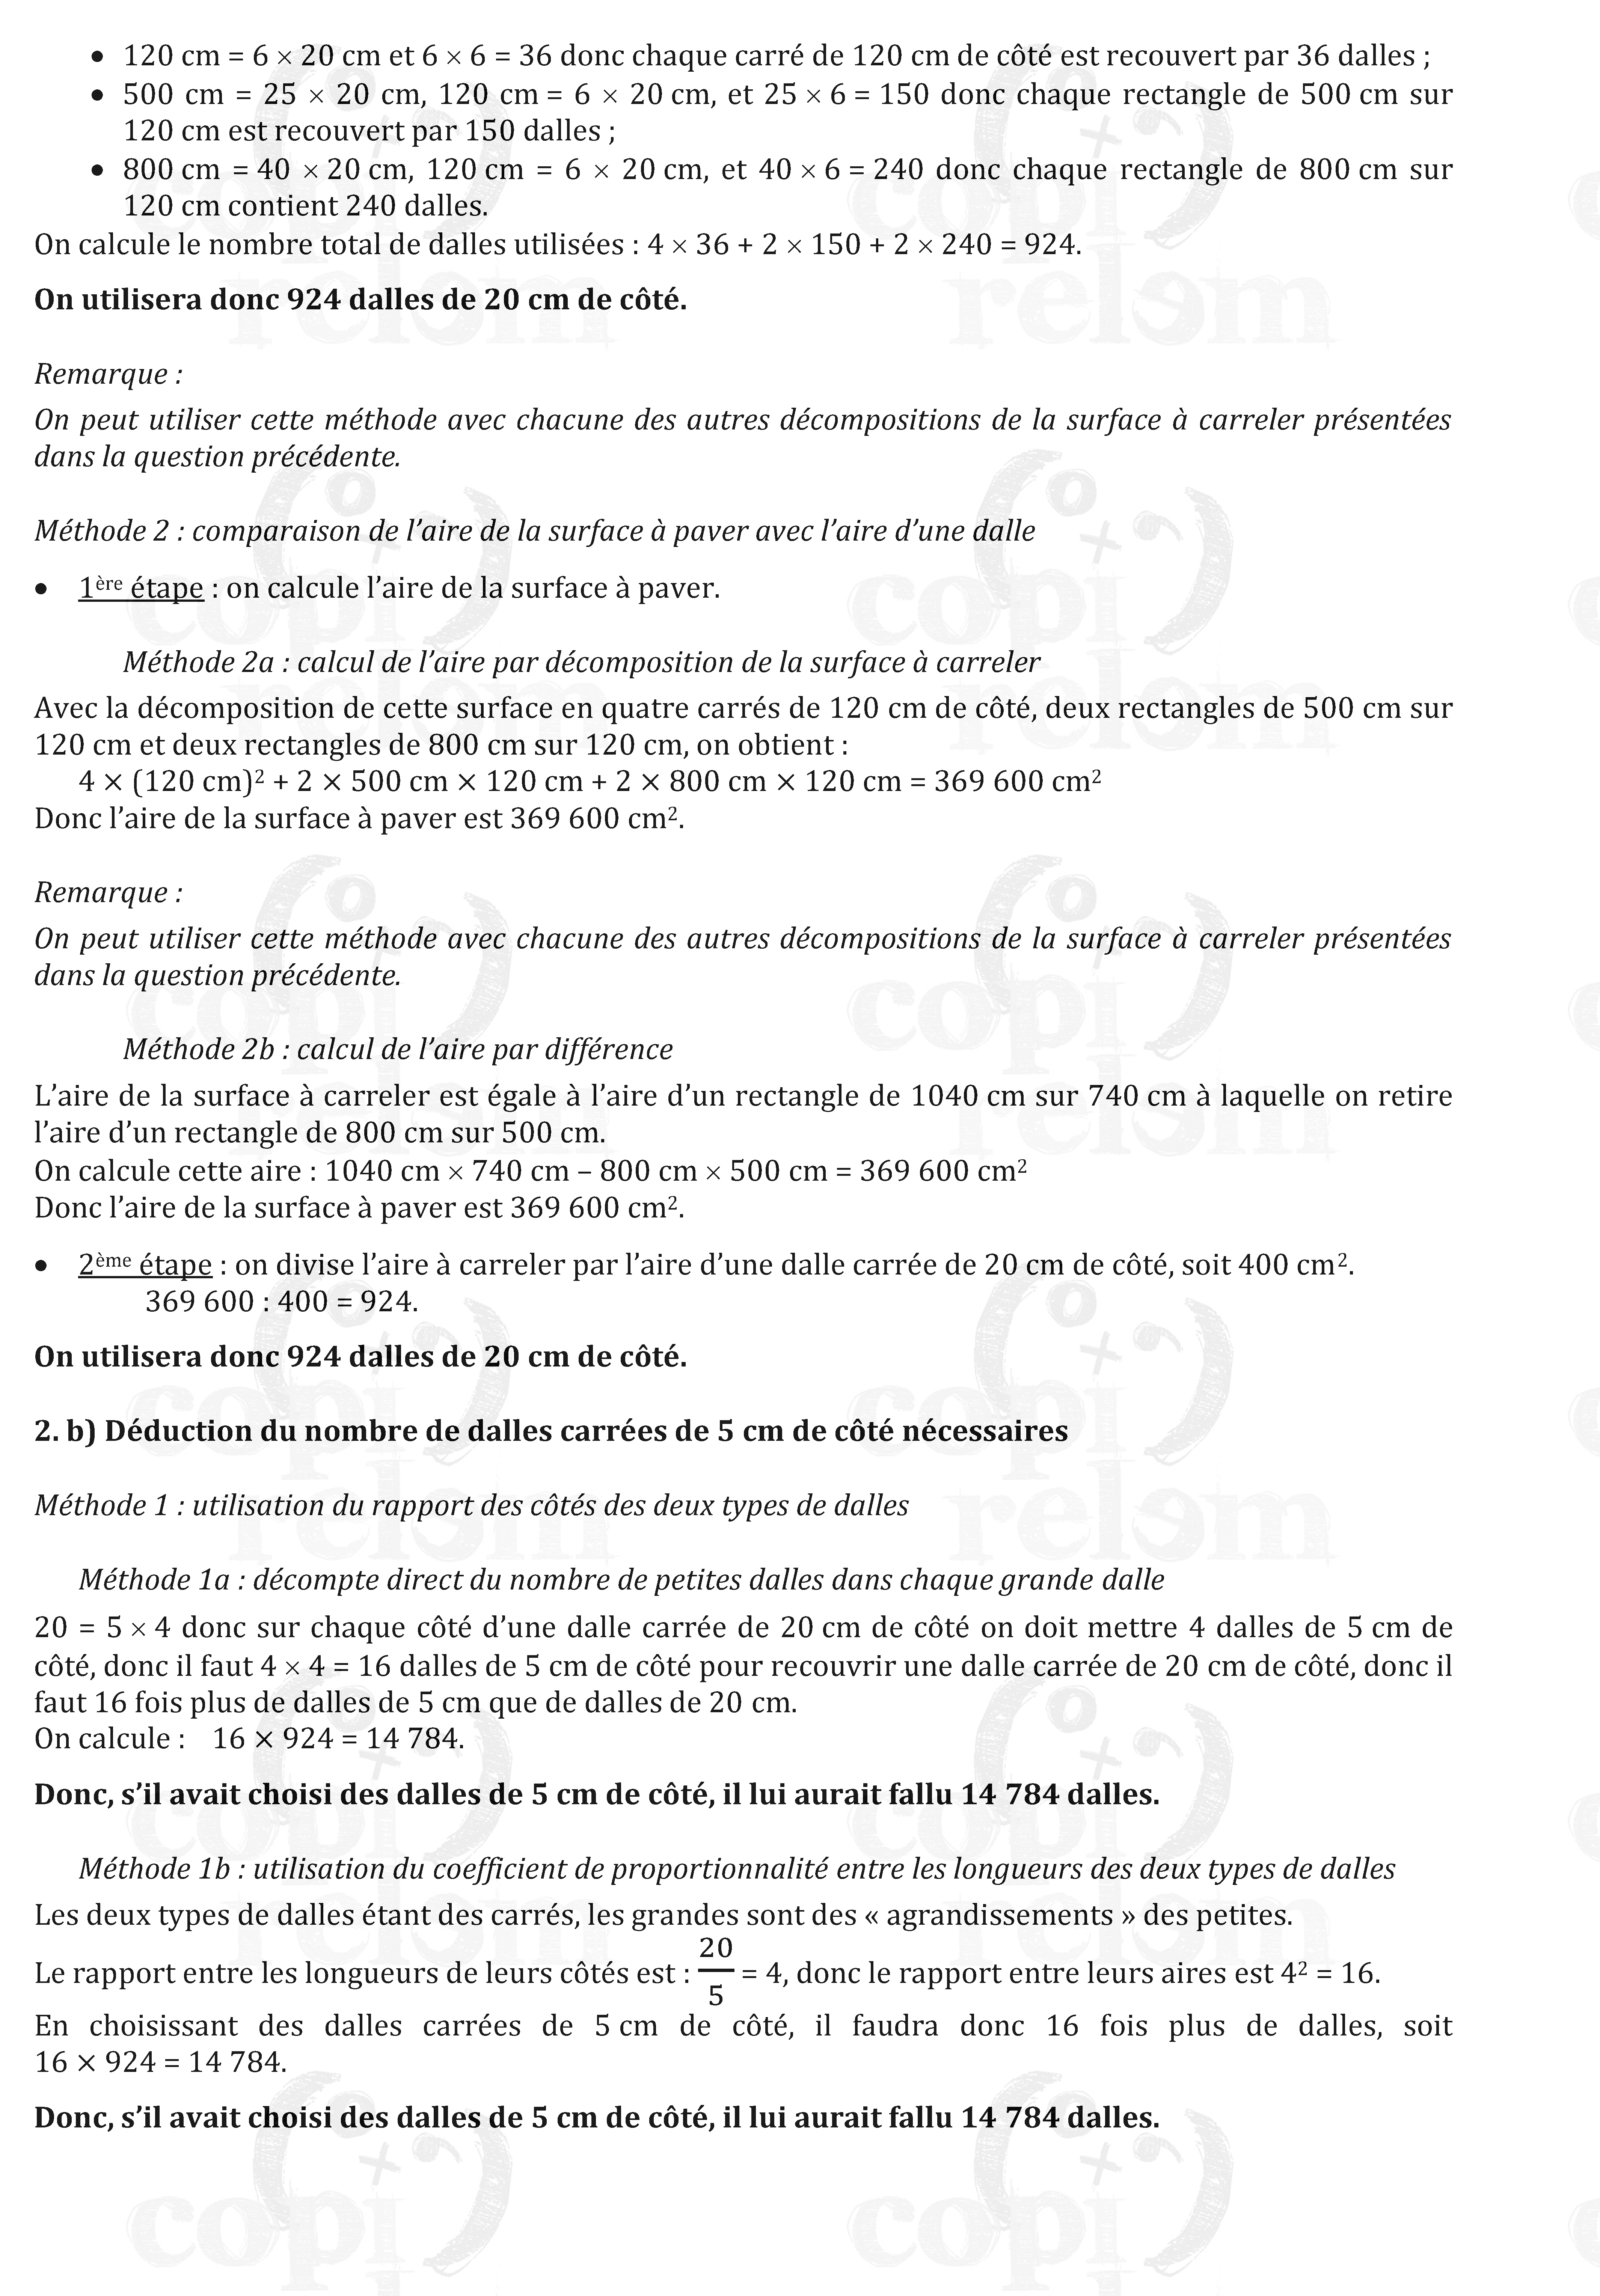 • 120 cm = 6 × 20 cm et 6 × 6 = 36 donc chaque carré de 120 cm de côté est recouvert par 36 dalles ;
• 500 cm = 25 × 20 cm, 120 cm = 6 × 20 cm, et 25 × 6 = 150 donc chaque rectangle de 500 cm sur
120 cm est recouvert par 150 dalles ;
• 800 cm = 40 × 20 cm, 120 cm = 6 × 20 cm, et 40 × 6 = 240 donc chaque rectangle de 800 cm sur
120 cm contient 240 dalles.
On calcule le nombre total de dalles utilisées : 4 × 36 + 2 × 150 + 2 × 240 = 924.
On utilisera donc 924 dalles de 20 cm de côté.
Remarque :
On peut utiliser cette méthode avec chacune des autres décompositions de la surface à carreler présentées
dans la question précédente.
Méthode 2 : comparaison de l’aire de la surface à paver avec l’aire d’une dalle
• 1ère étape : on calcule l’aire de la surface à paver.
Méthode 2a : calcul de l’aire par décomposition de la surface à carreler
Avec la décomposition de cette surface en quatre carrés de 120 cm de côté, deux rectangles de 500 cm sur
120 cm et deux rectangles de 800 cm sur 120 cm, on obtient :
4 × (120 cm)² + 2 × 500 cm × 120 cm + 2 × 800 cm × 120 cm = 369 600 cm²
Donc l’aire de la surface à paver est 369 600 cm².
Remarque :
On peut utiliser cette méthode avec chacune des autres décompositions de la surface à carreler présentées
dans la question précédente.
Méthode 2b : calcul de l’aire par différence
L’aire de la surface à carreler est égale à l’aire d’un rectangle de 1040 cm sur 740 cm à laquelle on retire
l’aire d’un rectangle de 800 cm sur 500 cm.
On calcule cette aire : 1040 cm × 740 cm – 800 cm × 500 cm = 369 600 cm²
Donc l’aire de la surface à paver est 369 600 cm².
• 2ème étape : on divise l’aire à carreler par l’aire d’une dalle carrée de 20 cm de côté, soit 400 cm².
369 600 : 400 = 924.
On utilisera donc 924 dalles de 20 cm de côté.
2. b) Déduction du nombre de dalles carrées de 5 cm de côté nécessaires
Méthode 1 : utilisation du rapport des côtés des deux types de dalles
Méthode 1a : décompte direct du nombre de petites dalles dans chaque grande dalle
20 = 5 × 4 donc sur chaque côté d’une dalle carrée de 20 cm de côté on doit mettre 4 dalles de 5 cm de
côté, donc il faut 4 × 4 = 16 dalles de 5 cm de côté pour recouvrir une dalle carrée de 20 cm de côté, donc il
faut 16 fois plus de dalles de 5 cm que de dalles de 20 cm.
On calcule : 16 × 924 = 14 784.
Donc, s’il avait choisi des dalles de 5 cm de côté, il lui aurait fallu 14 784 dalles.
Méthode 1b : utilisation du coefficient de proportionnalité entre les longueurs des deux types de dalles
Les deux types de dalles étant des carrés, les grandes sont des « agrandissements » des petites.
Le rapport entre les longueurs de leurs côtés est : 20/5 = 4, donc le rapport entre leurs aires est 4² = 16.
En choisissant des dalles carrées de 5 cm de côté, il faudra donc 16 fois plus de dalles, soit
16 × 924 = 14 784.
Donc, s’il avait choisi des dalles de 5 cm de côté, il lui aurait fallu 14 784 dalles.